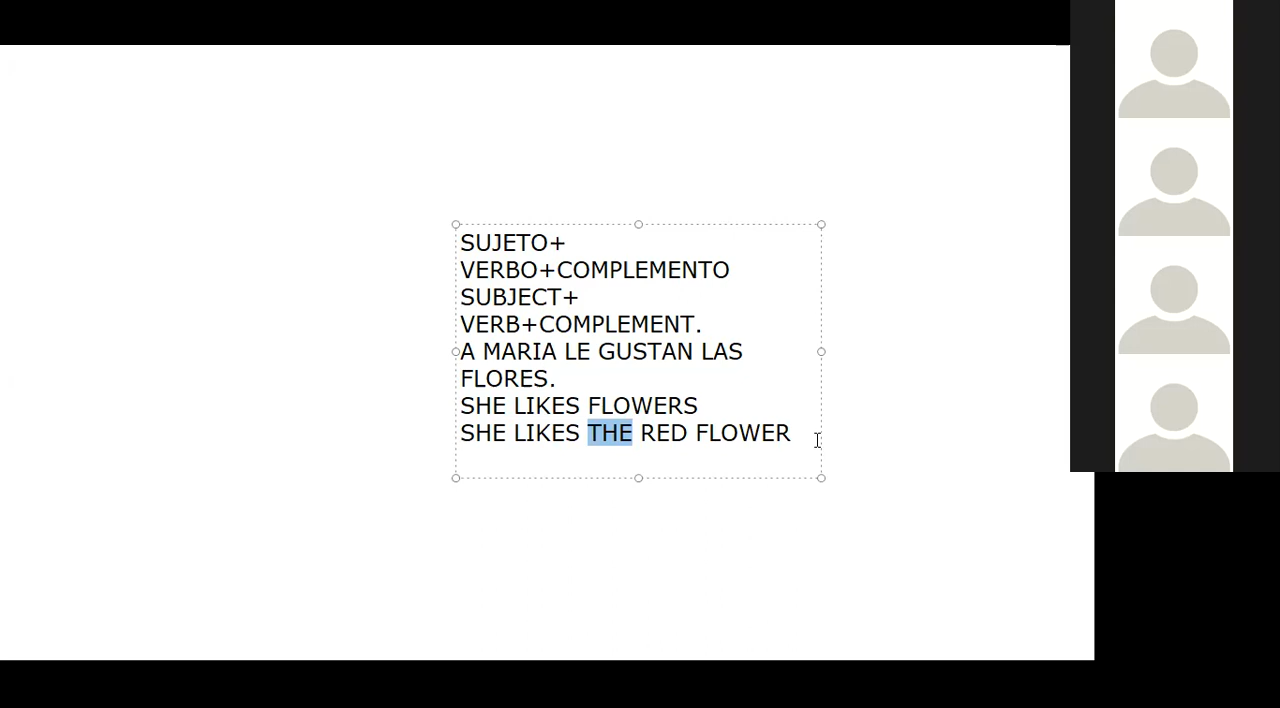 SUJETO+
VERBO+COMPLEMENTO
SUBJECT+
VERB+COMPLEMENT.
A MARIA LE GUSTAN LAS
FLORES.
SHE LIKES FLOWERS
SHE LIKES THE RED FLOWER